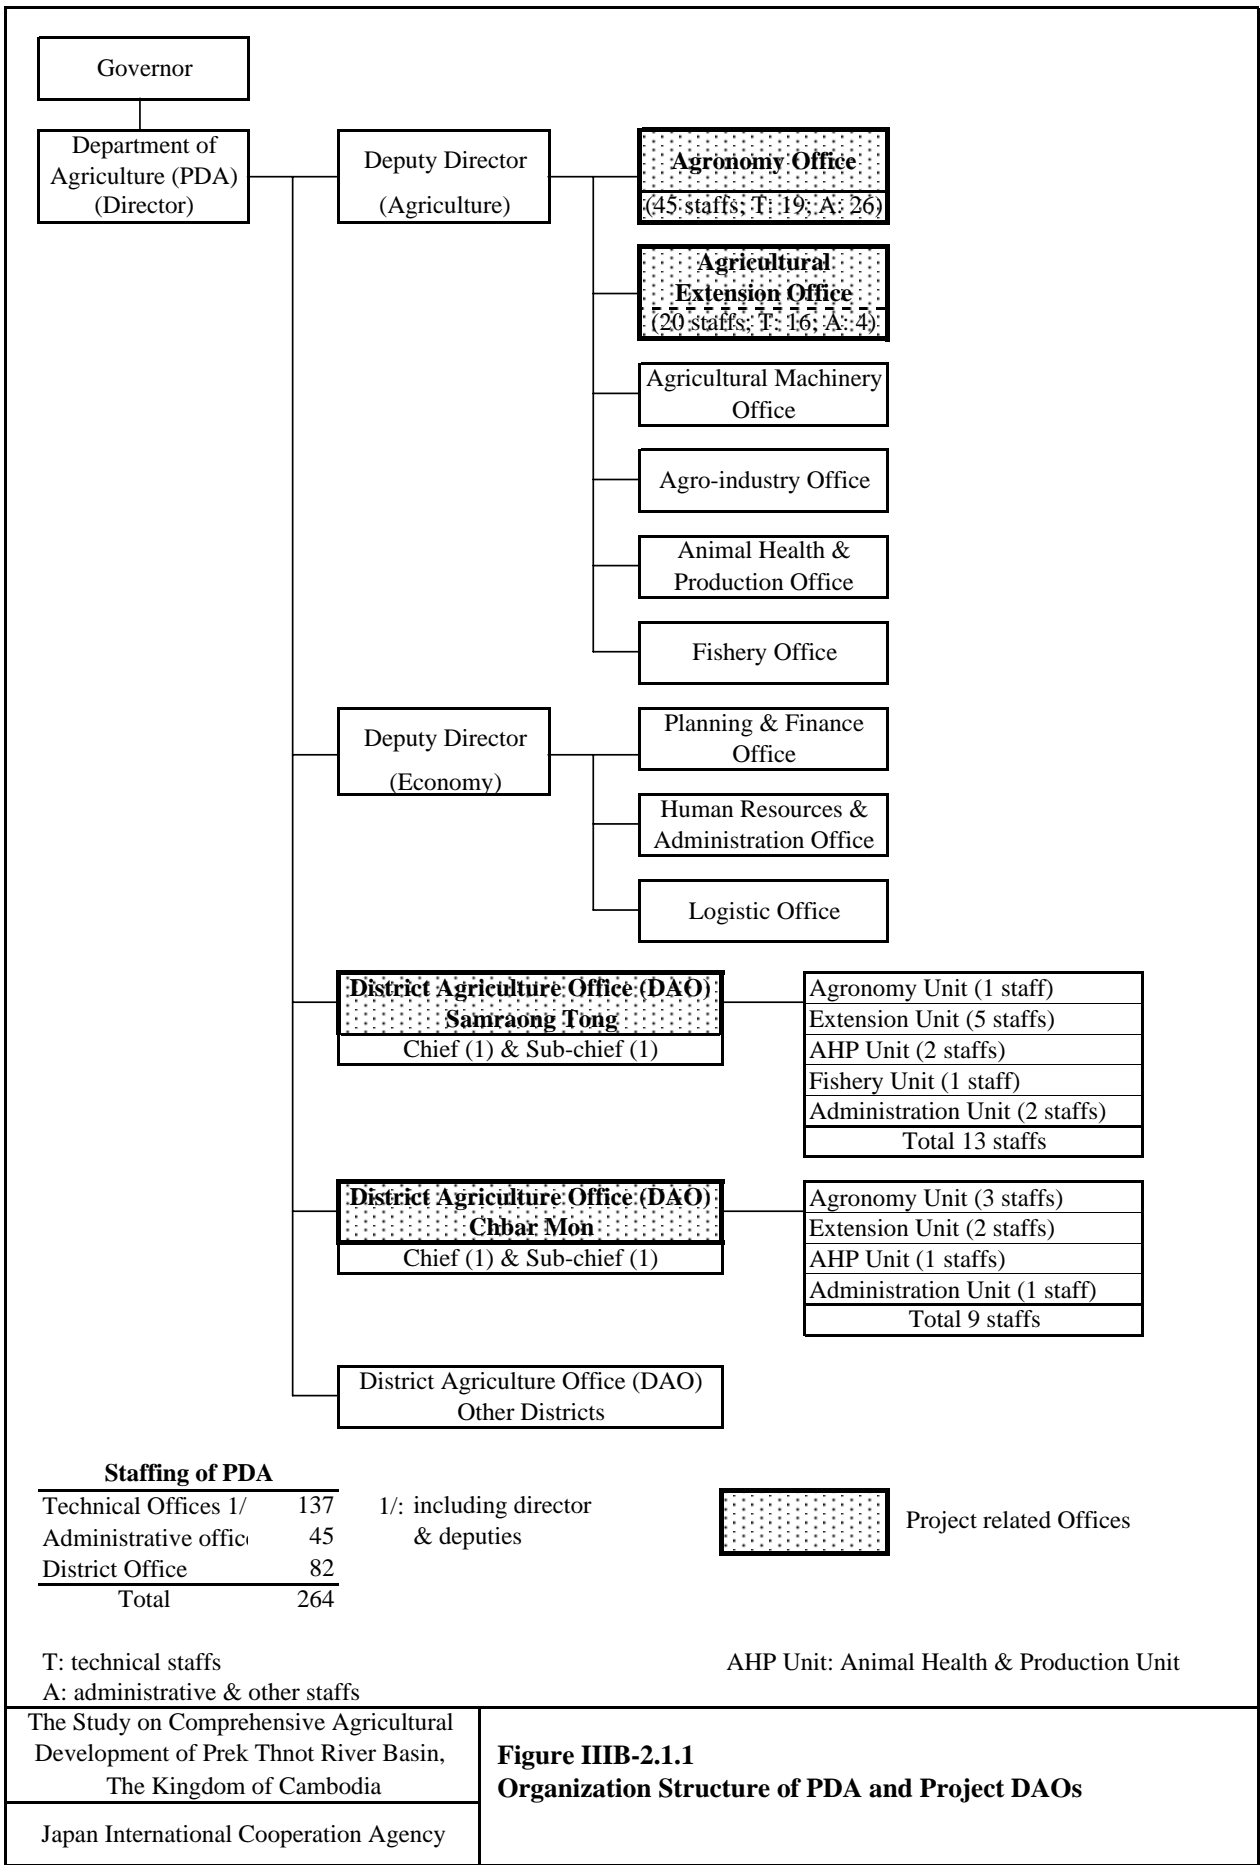 Governor
Department of
Agriculture (PDA)
(Director)
Deputy Director
(Agriculture)
Agronomy Office
(45 staffs; T: 19; A: 26)
Agricultural
Extension Office
(20 staffs; T: 16; A: 4)
Agricultural Machinery
Office
Agro-industry Office
Animal Health &
Production Office
Fishery Office
Deputy Director
(Economy)
Planning & Finance
Office
Human Resources &
Administration Office
Logistic Office
District Agriculture Office (DAO)
Samraong Tong
Chief (1) & Sub-chief (1)
Agronomy Unit (1 staff)
Extension Unit (5 staffs)
AHP Unit (2 staffs)
Fishery Unit (1 staff)
Administration Unit (2 staffs)
Total 13 staffs
District Agriculture Office (DAO)
Chbar Mon
Chief (1) & Sub-chief (1)
Agronomy Unit (3 staffs)
Extension Unit (2 staffs)
AHP Unit (1 staffs)
Administration Unit (1 staff)
Total 9 staffs
District Agriculture Office (DAO)
Other Districts
Staffing of PDA
Technical Offices 1/ 137
Administrative offic 45
District Office 82
Total 264
1/: including director
& deputies
Project related Offices
T: technical staffs
A: administrative & other staffs
AHP Unit: Animal Health & Production Unit
The Study on Comprehensive Agricultural
Development of Prek Thnot River Basin,
The Kingdom of Cambodia
Japan International Cooperation Agency
Figure IIIB-2.1.1
Organization Structure of PDA and Project DAOs